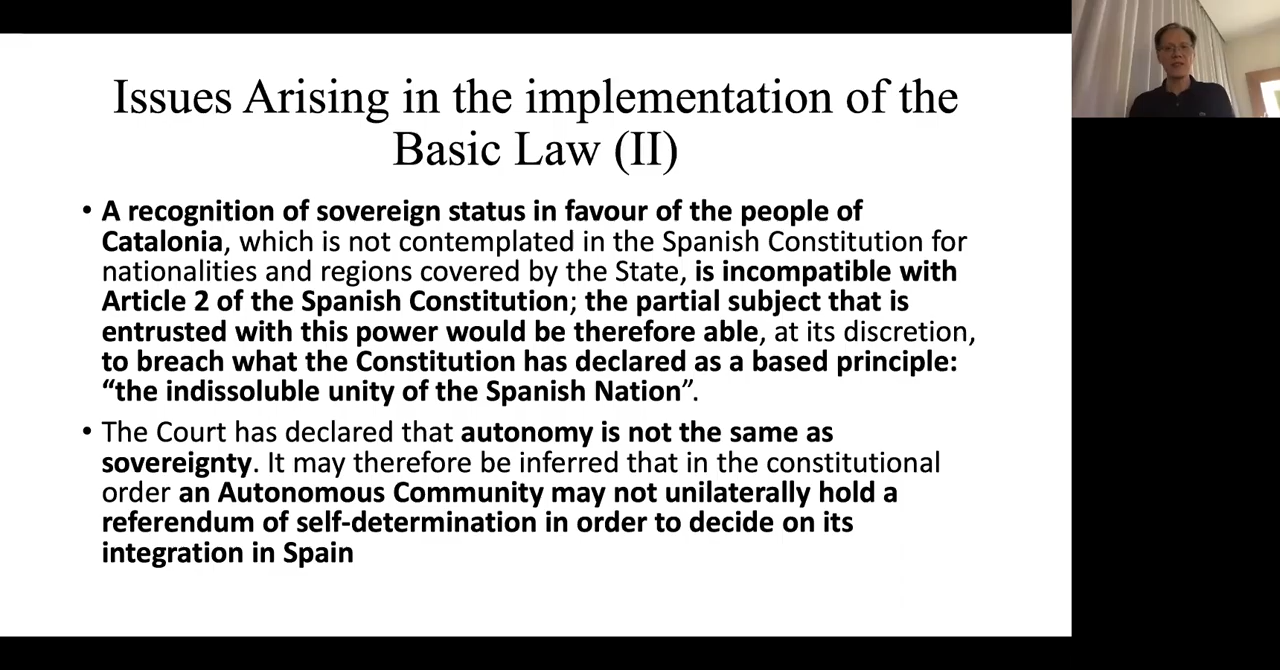 Issues Arising in the implementation of the
Basic Law (II)
• A recognition of sovereign status in favour of the people of
Catalonia, which is not contemplated in the Spanish Constitution for
nationalities and regions covered by the State, is incompatible with
Article 2 of the Spanish Constitution; the partial subject that is
entrusted with this power would be therefore able, at its discretion,
to breach what the Constitution has declared as a based principle:
“the indissoluble unity of the Spanish Nation”.
• The Court has declared that autonomy is not the same as
sovereignty. It may therefore be inferred that in the constitutional
order an Autonomous Community may not unilaterally hold a
referendum of self-determination in order to decide on its
integration in Spain